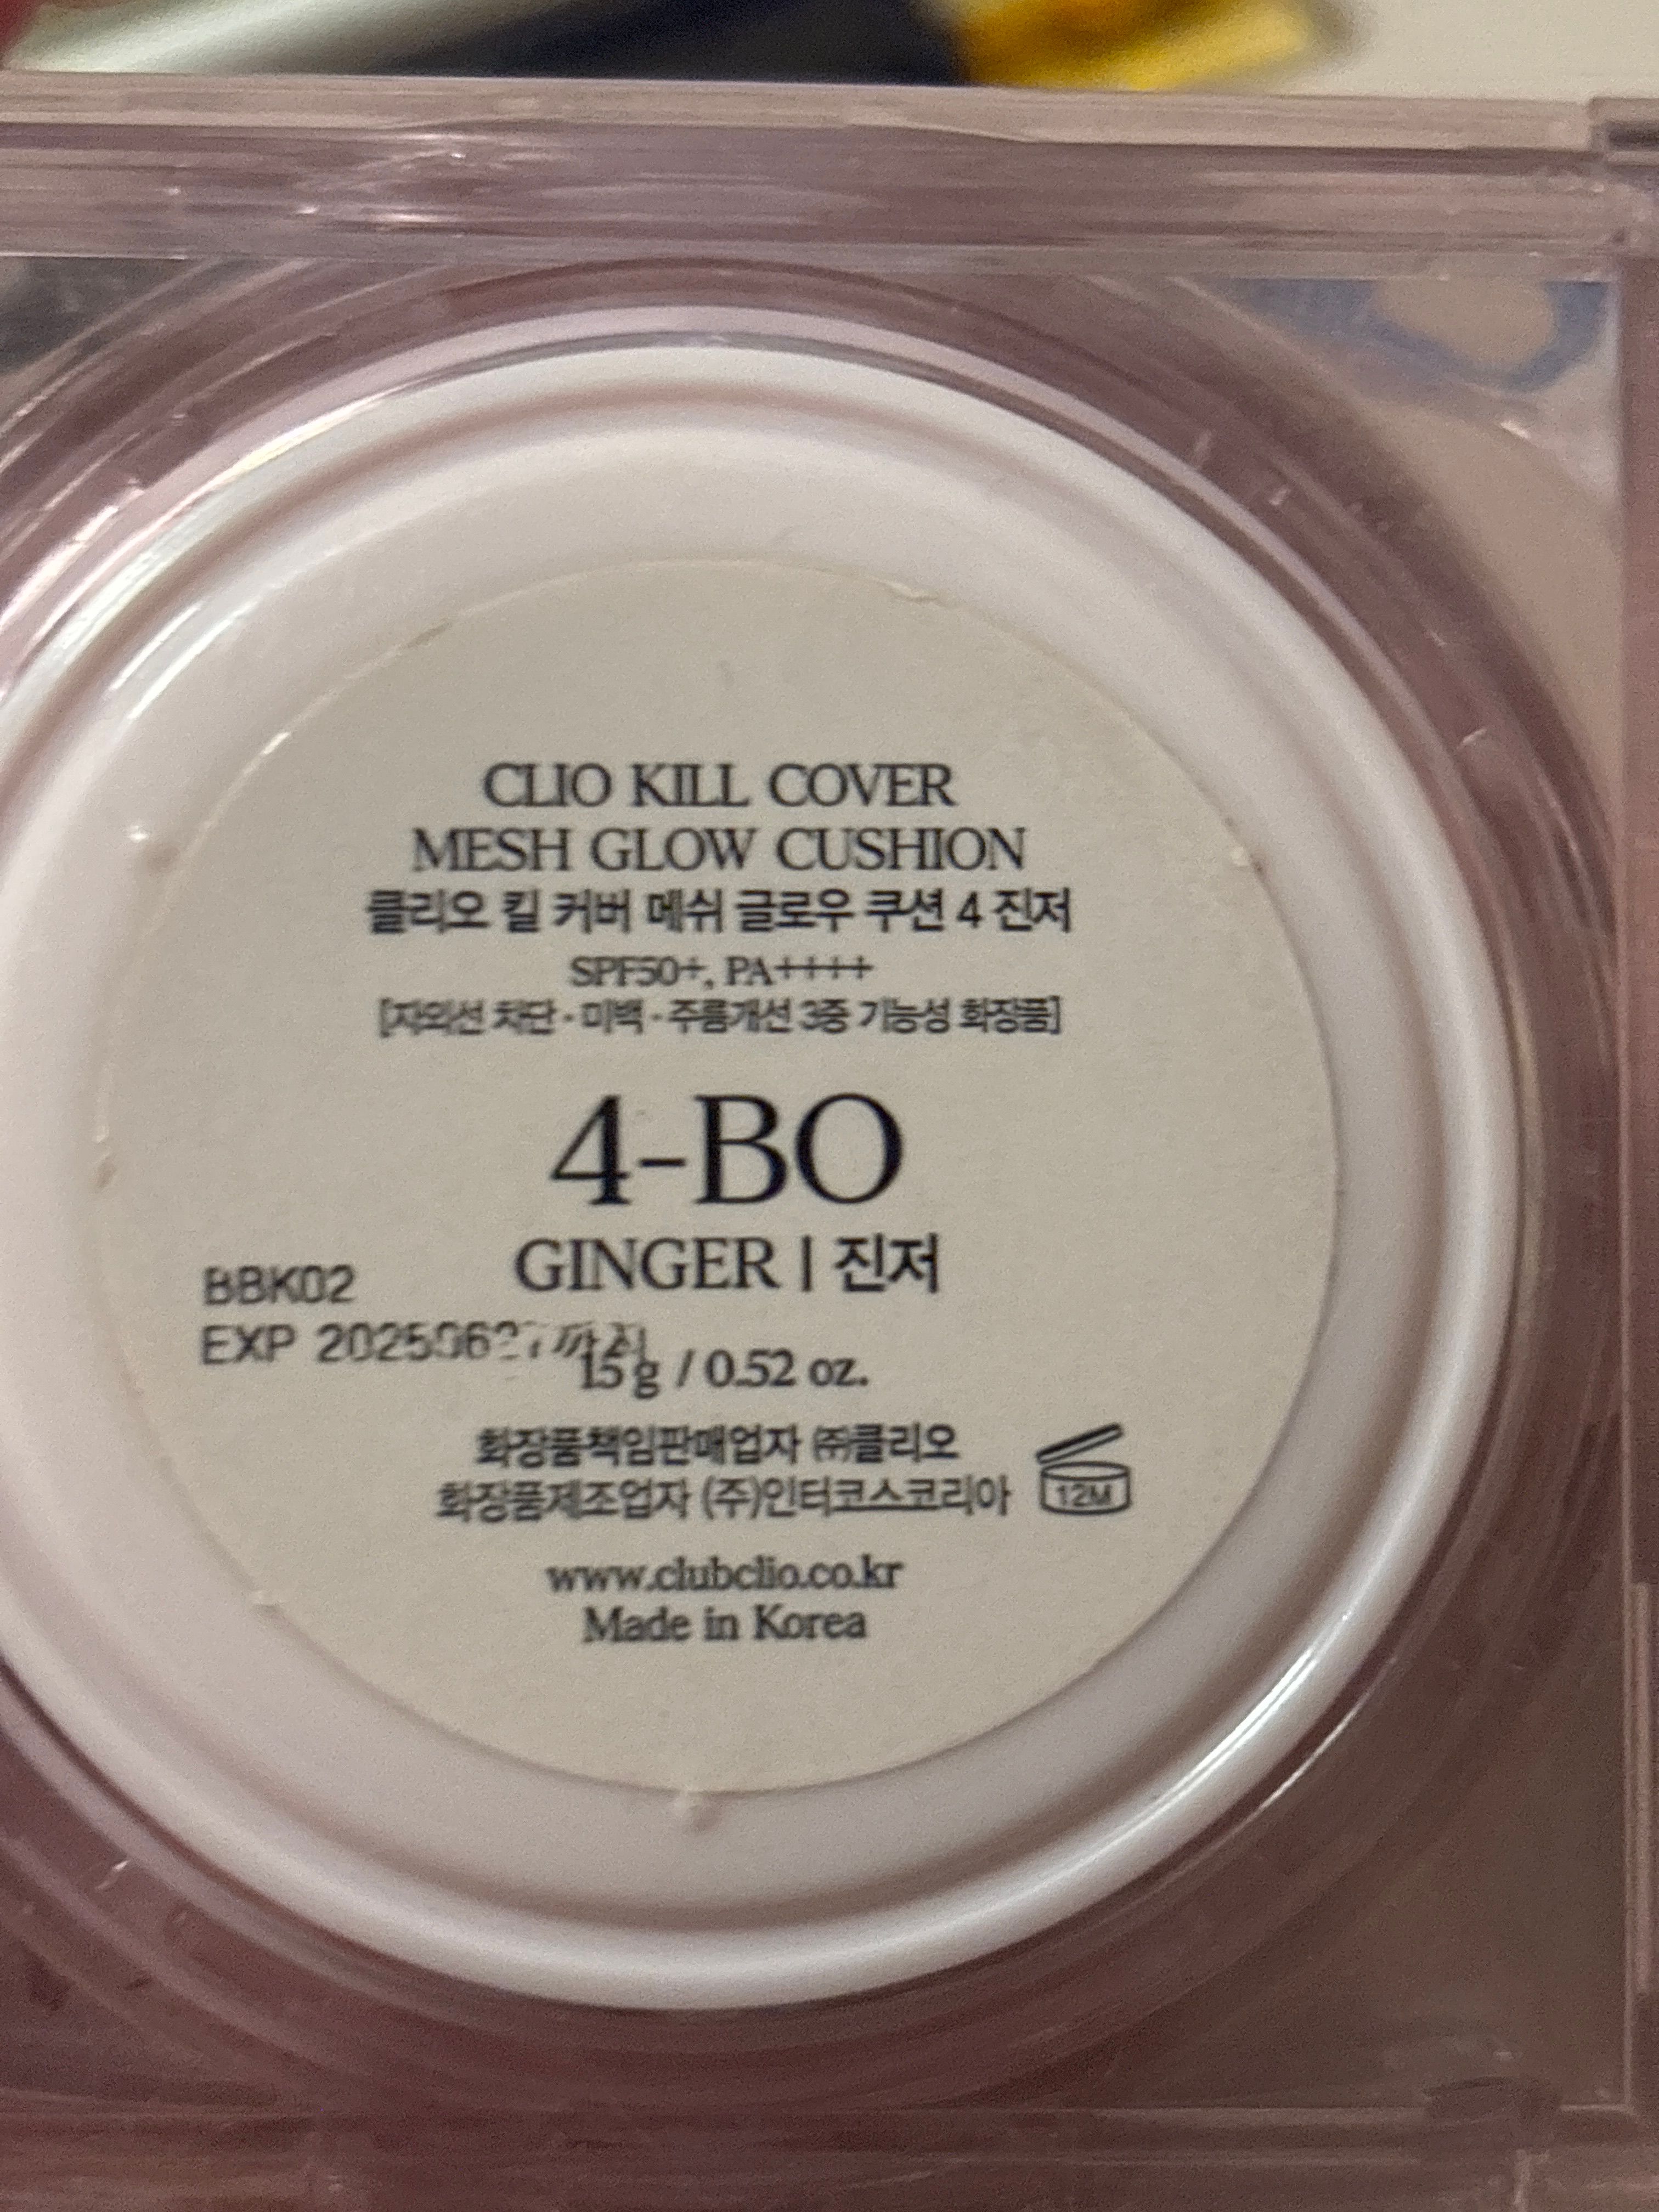 CLIO KILL COVER
MESH GLOW CUSHION
클리오 킬 커버 메쉬 글로우 쿠션 4 진저
SPF50+, PA++++
[자외선 차단 · 미백 · 주름개선 3중 기능성 화장품]
4-BO
GINGER | 진저
BBK02
EXP
15 g / 0.52 oz.
화장품책임판매업자 ㈜클리오
화장품제조업자 (주)인터코스코리아
12M
www.clubclio.co.kr
Made in Korea